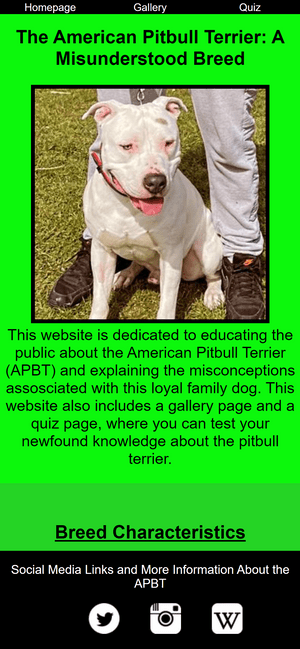 Homepage Gallery Quiz
The American Pitbull Terrier: A
Misunderstood Breed
This website is dedicated to educating the
public about the American Pitbull Terrier
(APBT) and explaining the misconceptions
assosciated with this loyal family dog. This
website also includes a gallery page and a
quiz page, where you can test your
newfound knowledge about the pitbull
terrier.
Breed Characteristics
Social Media Links and More Information About the
APBT
W